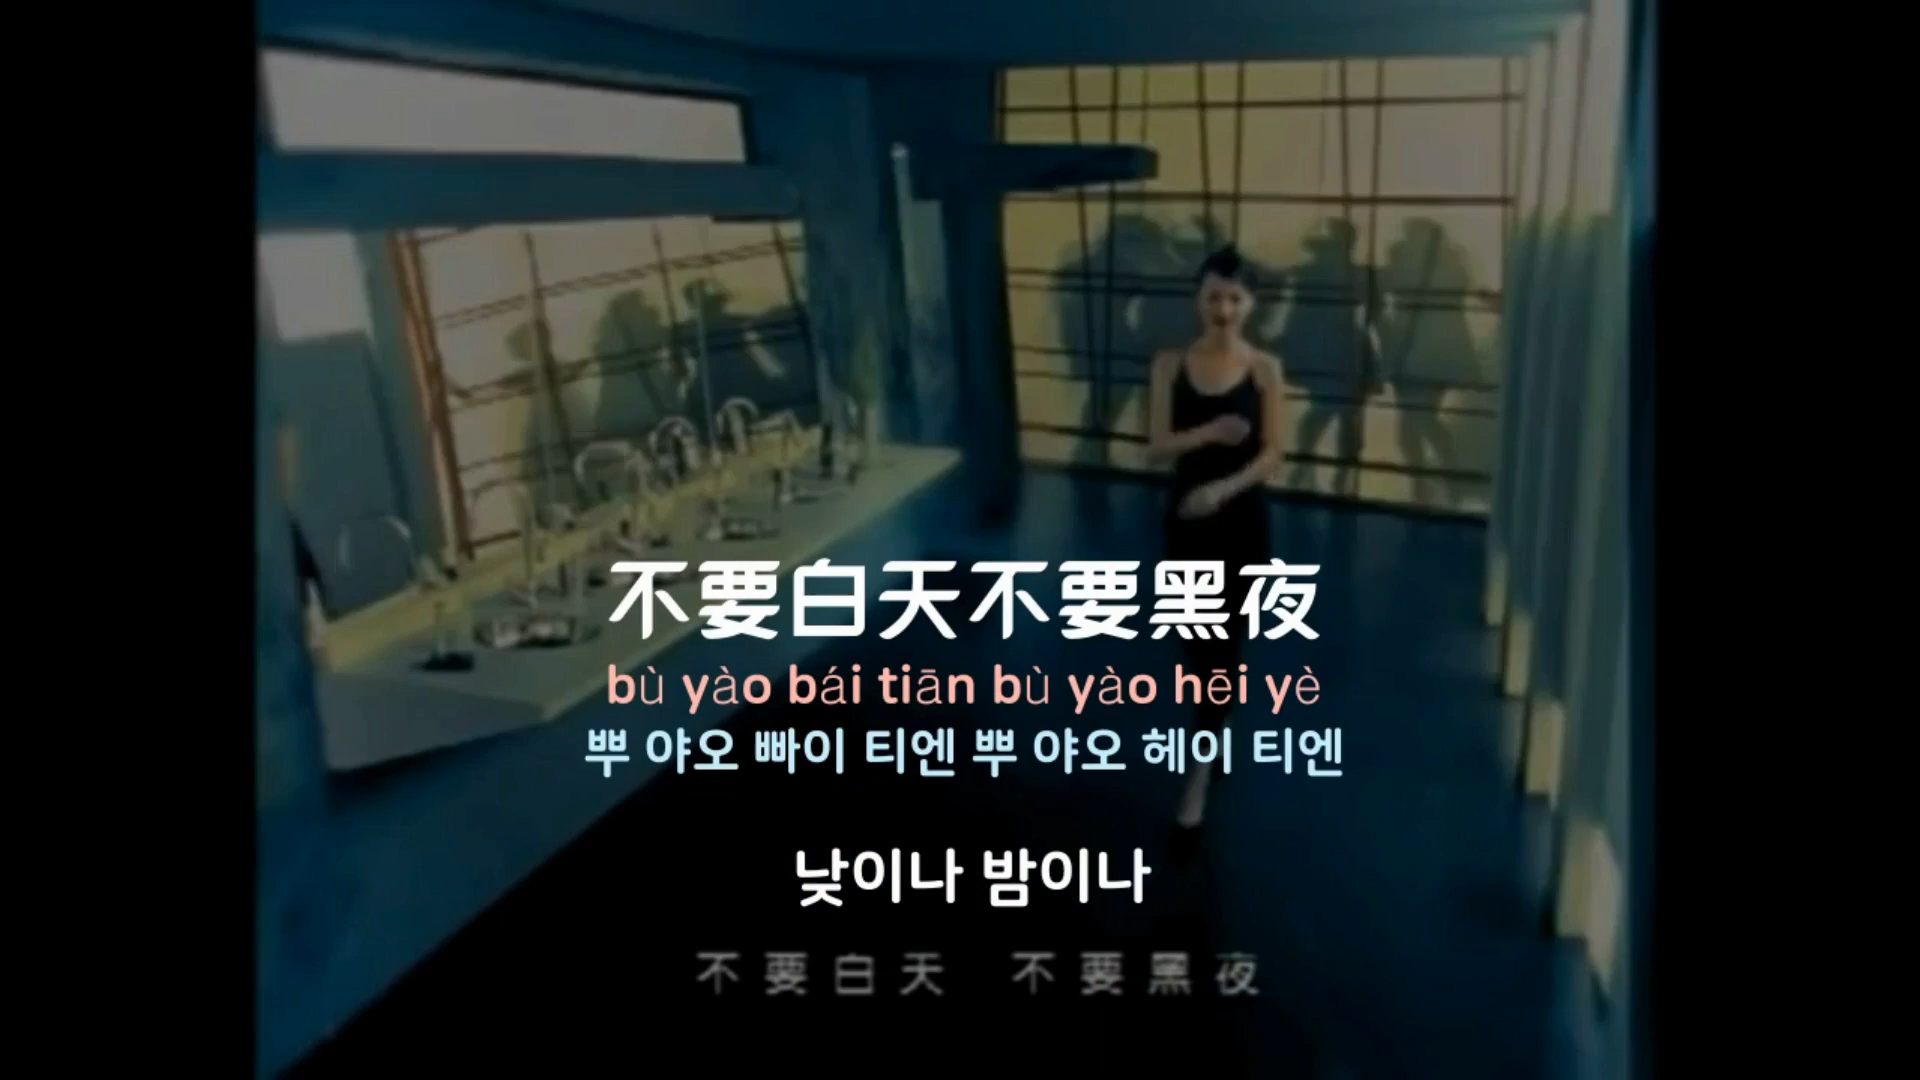 不要白天不要黑夜
bù yào bái tiān bù yào hēi yè
뿌 야오 빠이 티엔 뿌 야오 헤이 티엔
낮이나 밤이나
不要白天 不要黑夜